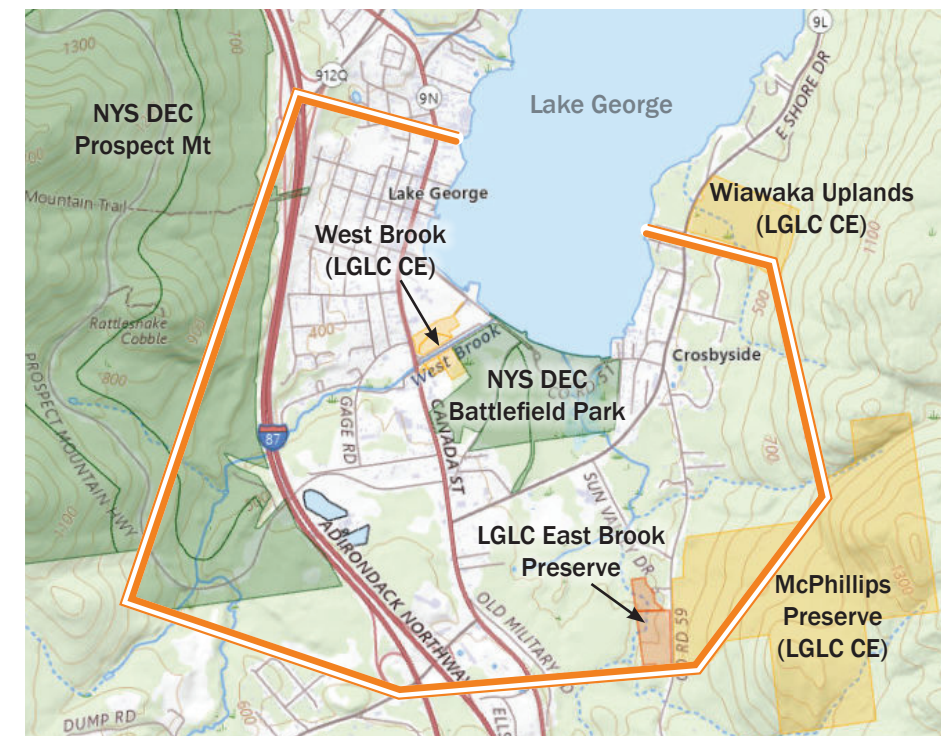 9L
1300
700
912Q
9N
NYS DEC
Prospect Mt
Lake George
E SHORE DR
Mountain Trail
Lake George
Wiawaka Uplands
(LGLC CE)
1100
West Brook
(LGLC CE)
500
Rattlesnake
Cobble
900
400
West Brook
Crosbyside
800
NYS DEC
Battlefield Park
PROSPECT MOUNTAIN HWY
GAGE RD
CANADA ST
87
700
1100
SUN VA
DR
LGLC East Brook
Preserve
ADIRONDACK NORTHWAY
1300
McPhillips
Preserve
(LGLC CE)
OLD MILITARY
RD 59
600
DUMP RD
ELLS